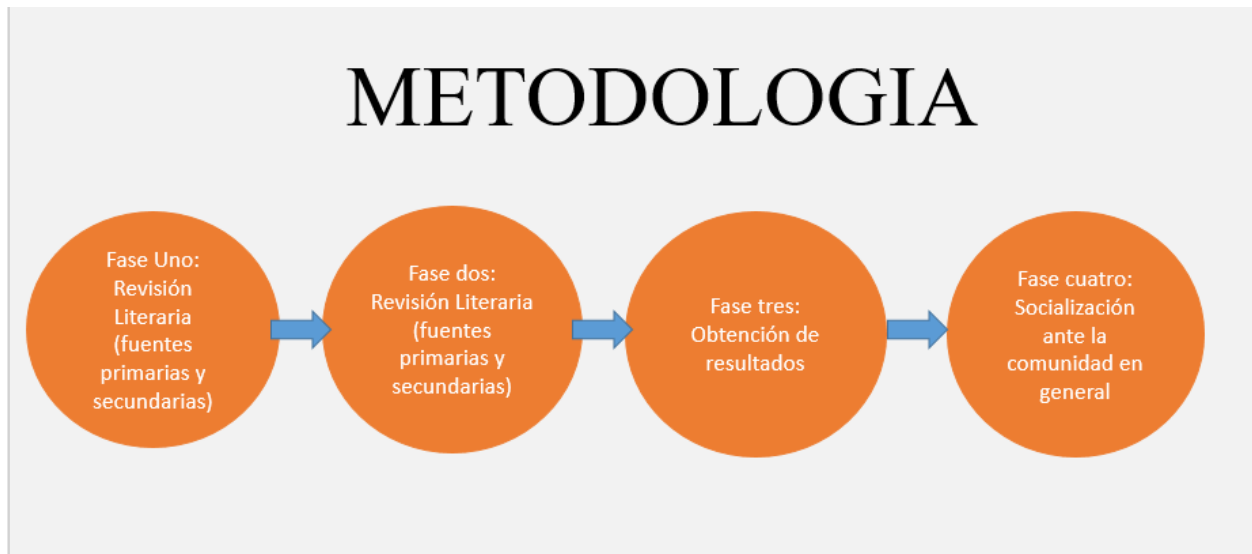 METODOLOGIA
Fase Uno:
Revisión
Literaria
(fuentes
primarias y
secundarias)
Fase dos:
Revisión Literaria
(fuentes
primarias y
secundarias)
Fase tres:
Obtención de
resultados
Fase cuatro:
Socialización
ante la
comunidad en
general